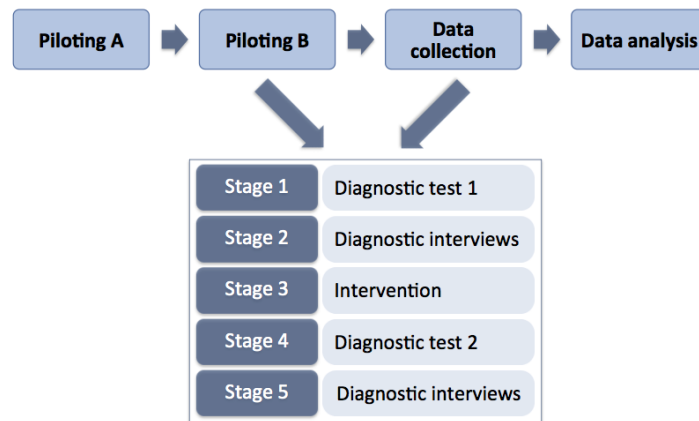 Piloting A
Piloting B
Data
collection
Data analysis
Stage 1
Diagnostic test 1
Stage 2
Diagnostic interviews
Stage 3
Intervention
Stage 4
Diagnostic test 2
Stage 5
Diagnostic interviews